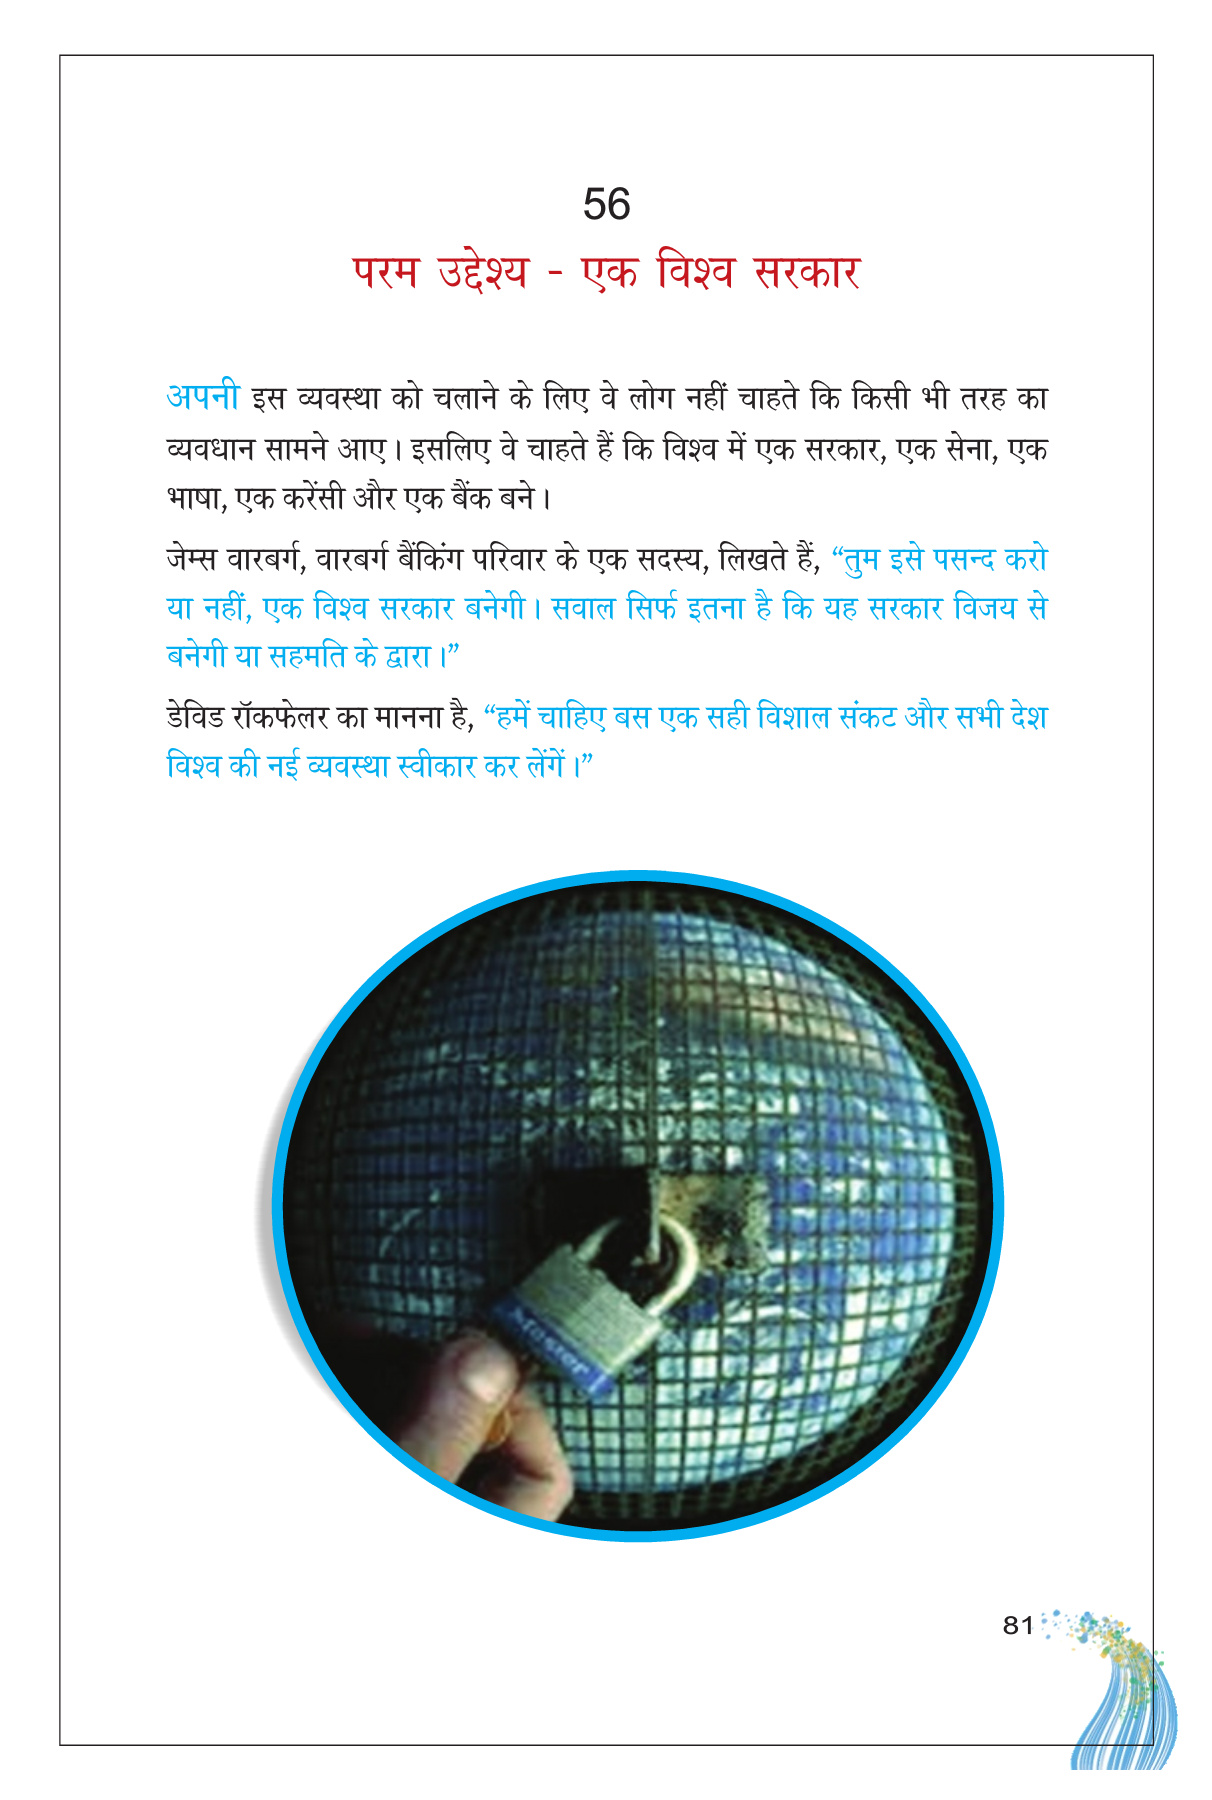 56
परम उद्देश्य - एक विश्व सरकार
अपनी इस व्यवस्था को चलाने के लिए वे लोग नहीं चाहते कि किसी भी तरह का
व्यवधान सामने आए। इसलिए वे चाहते हैं कि विश्व में एक सरकार, एक सेना, एक
भाषा, एक करेंसी और एक बैंक बने।
जेम्स वारबर्ग, वारबर्ग बैंकिंग परिवार के एक सदस्य, लिखते हैं, “तुम इसे पसन्द करो
या नहीं, एक विश्व सरकार बनेगी। सवाल सिर्फ इतना है कि यह सरकार विजय से
बनेगी या सहमति के द्वारा।”
डेविड रॉकफेलर का मानना है, “हमें चाहिए बस एक सही विशाल संकट और सभी देश
विश्व की नई व्यवस्था स्वीकार कर लेंगें।”
Master
81